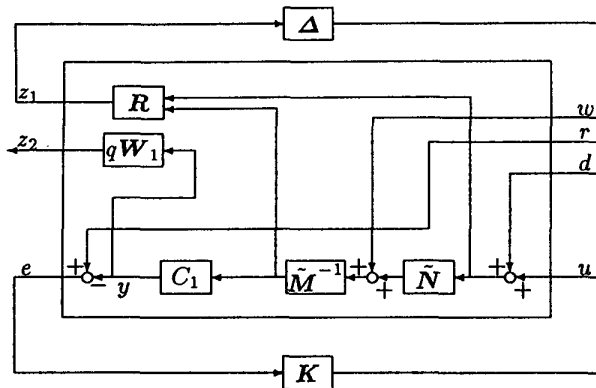 Δ
z₁ R w
r
z₂ qW₁ d
+ +
e − y C₁ M̃⁻¹ + Ñ + u
+ +
K